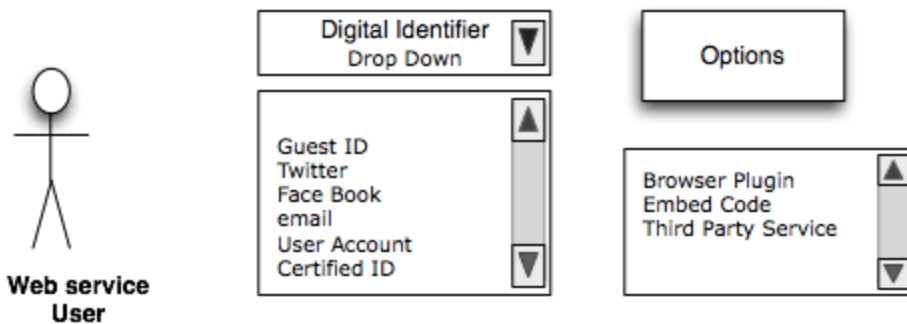 Digital Identifier
Drop Down
Options
Guest ID
Twitter
Face Book
email
User Account
Certified ID
Browser Plugin
Embed Code
Third Party Service
Web service
User